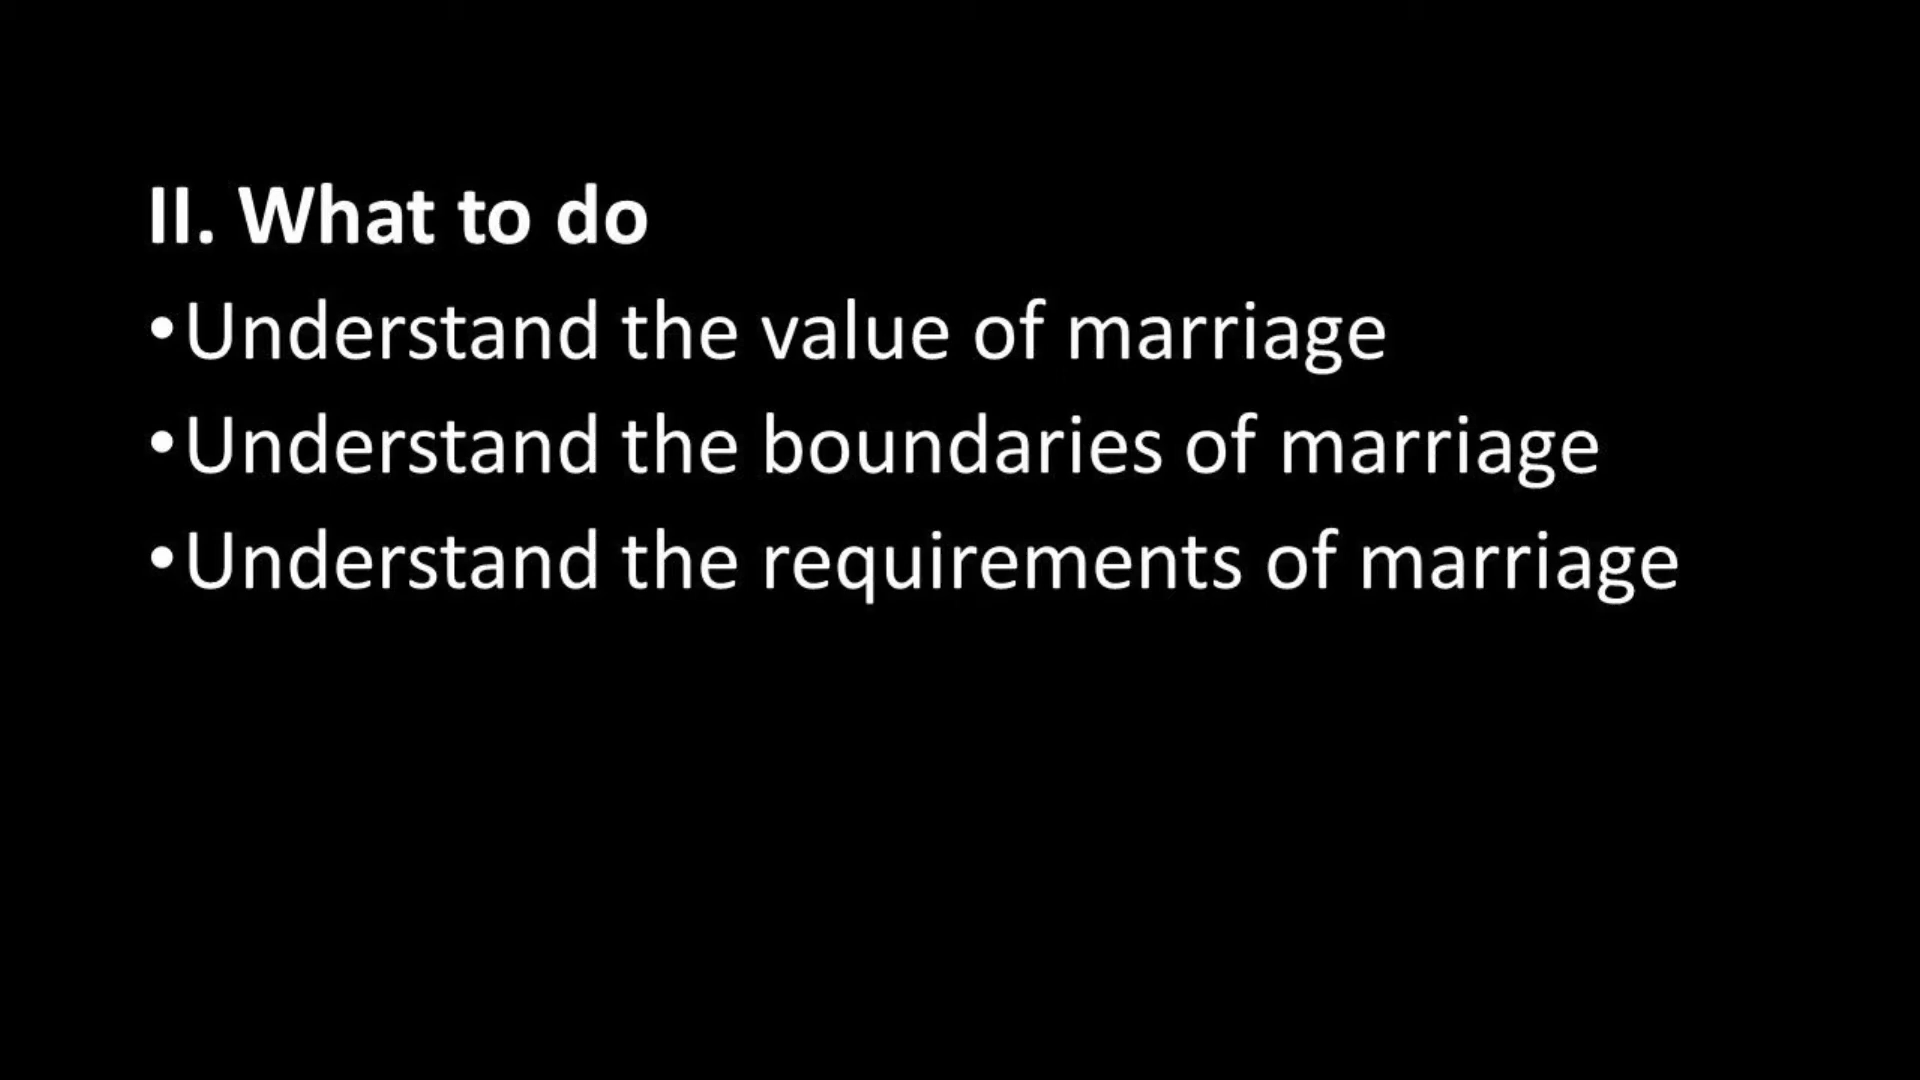 II. What to do
•Understand the value of marriage
•Understand the boundaries of marriage
•Understand the requirements of marriage